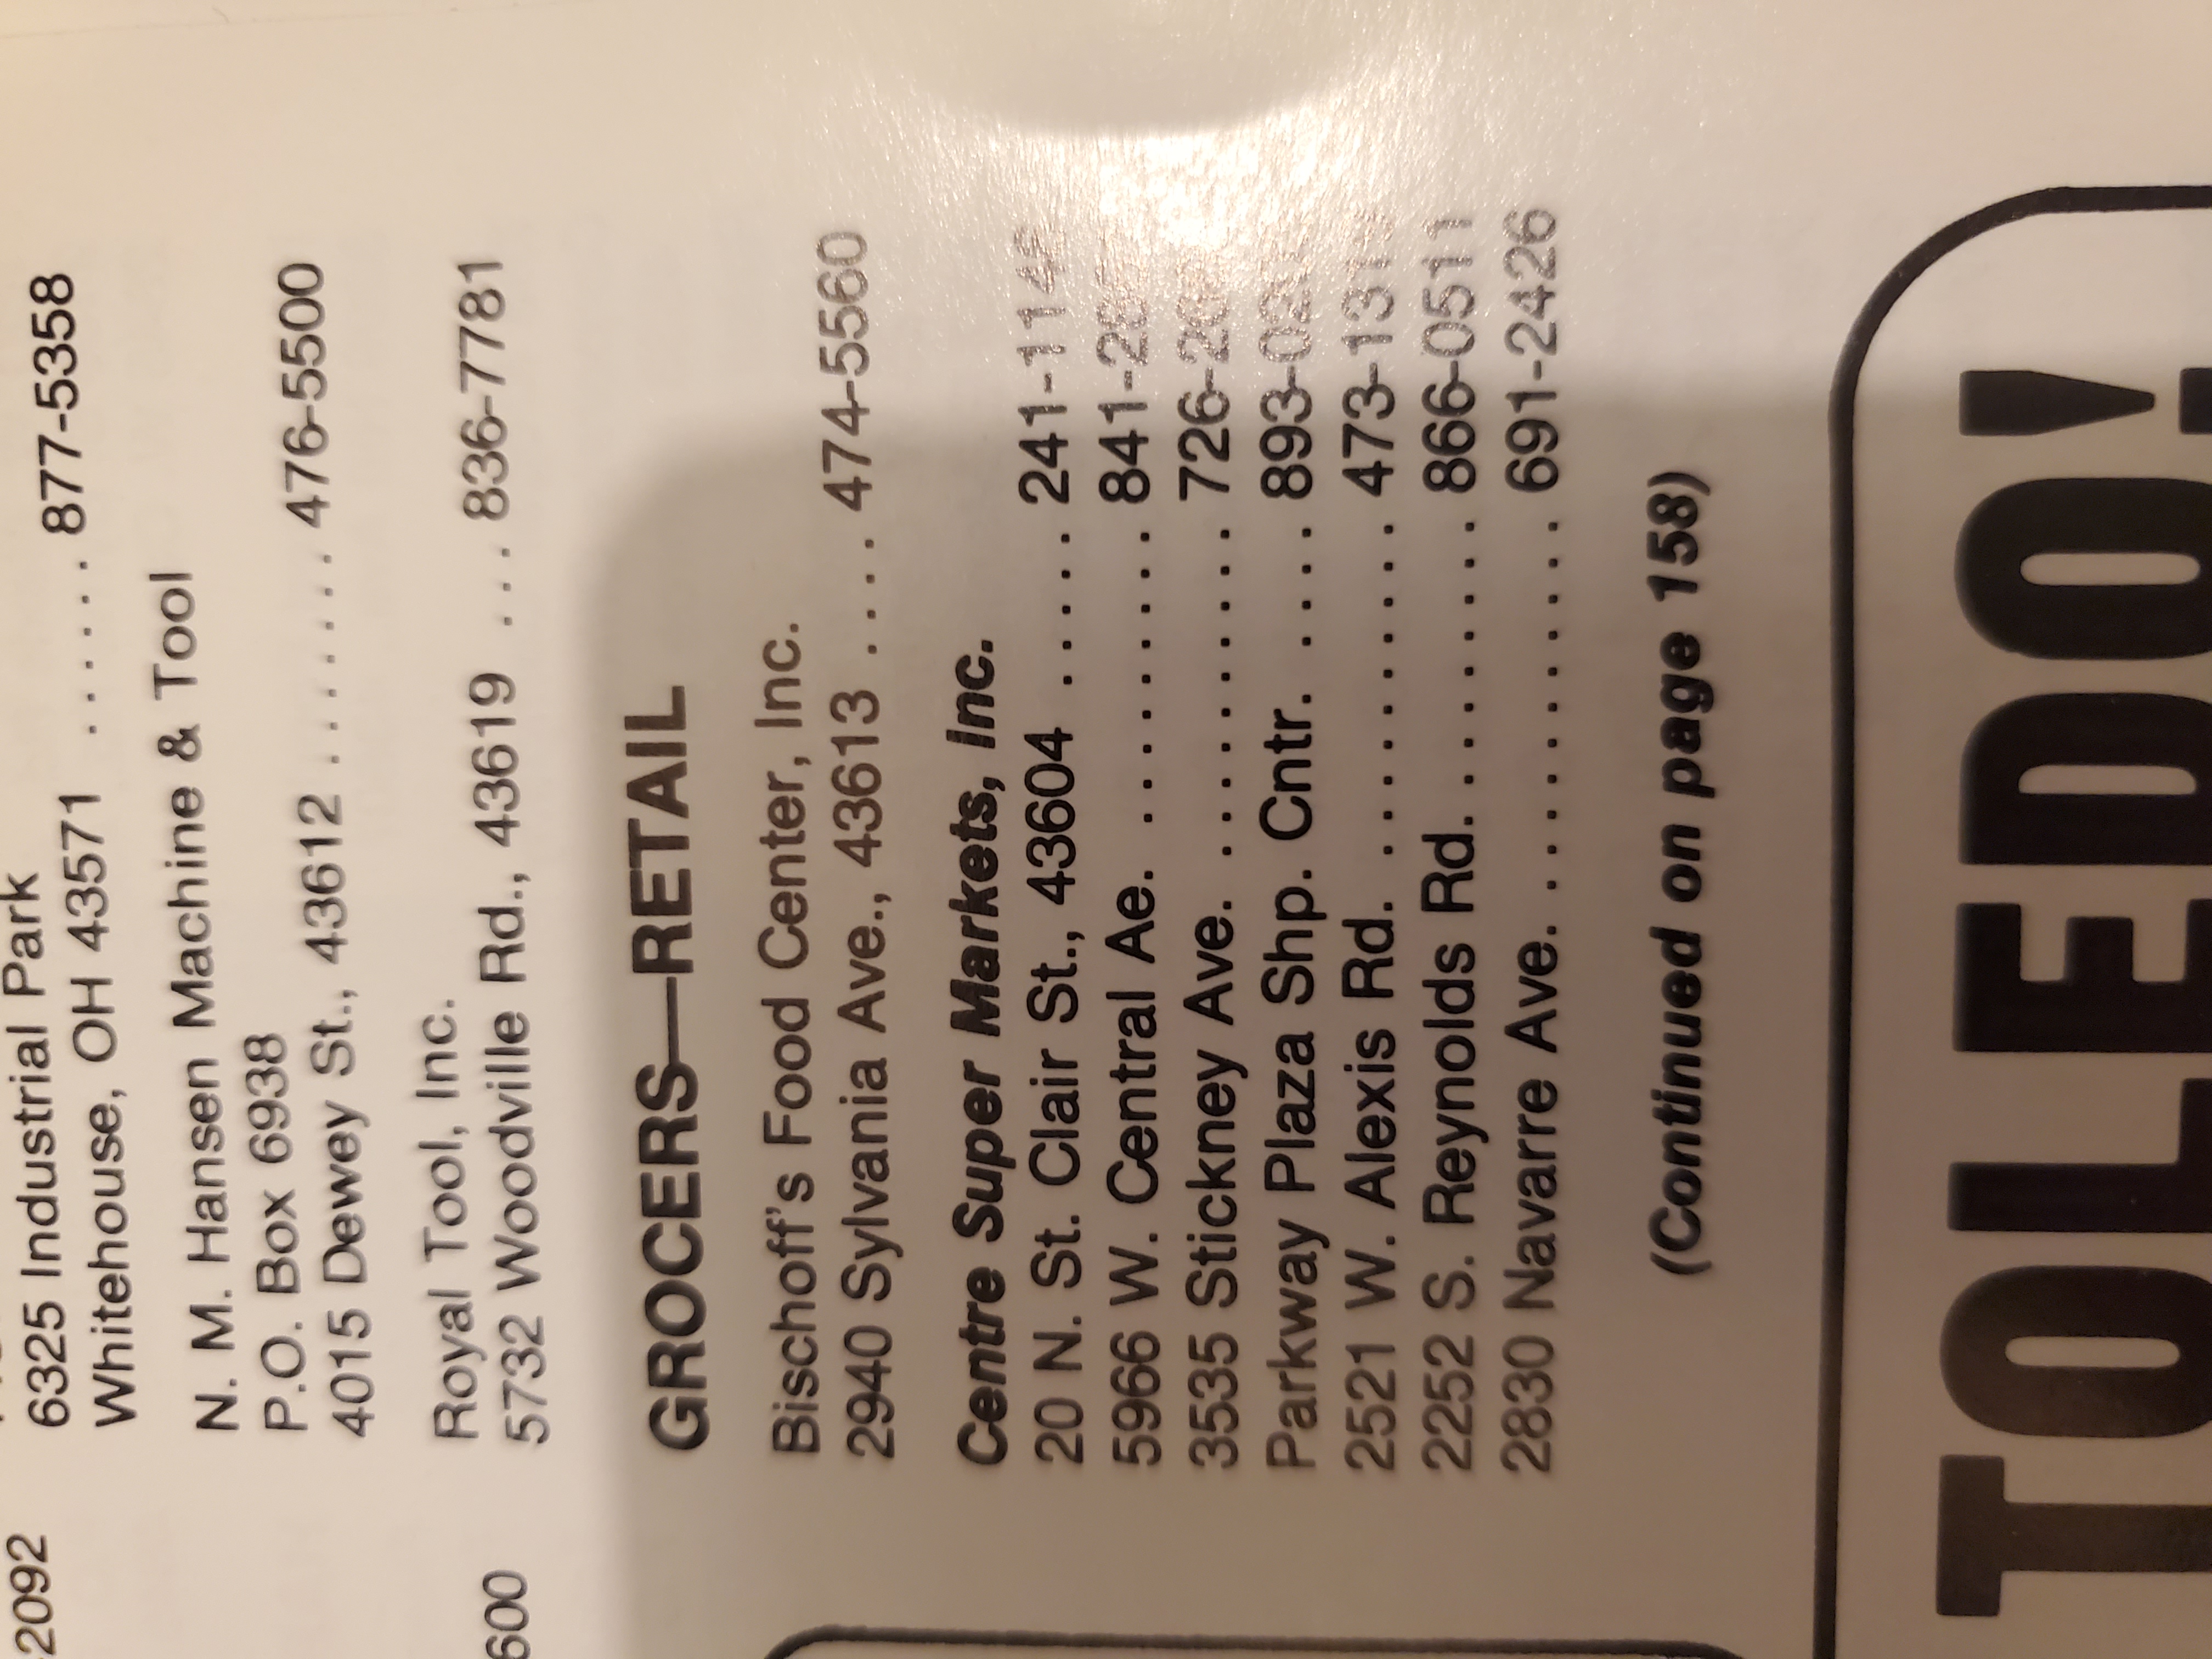 6325 Industrial Park
Whitehouse, OH 43571 ...... 877-5358
N. M. Hansen Machine & Tool
P.O. Box 6938
4015 Dewey St., 43612 ........ 476-5500
Royal Tool, Inc.
5732 Woodville Rd., 43619 ... 836-7781
GROCERS—RETAIL
Bischoff's Food Center, Inc.
2940 Sylvania Ave., 43613 .... 474-5560
Centre Super Markets, Inc.
20 N. St. Clair St., 43604 ......
5966 W. Central Ae. ...........
3535 Stickney Ave. ............
Parkway Plaza Shp. Cntr. ....
2521 W. Alexis Rd. ............
2252 S. Reynolds Rd. .......... 866-0511
2830 Navarre Ave. ............. 691-2426
(Continued on page 158)
TOLEDO!
2092
600